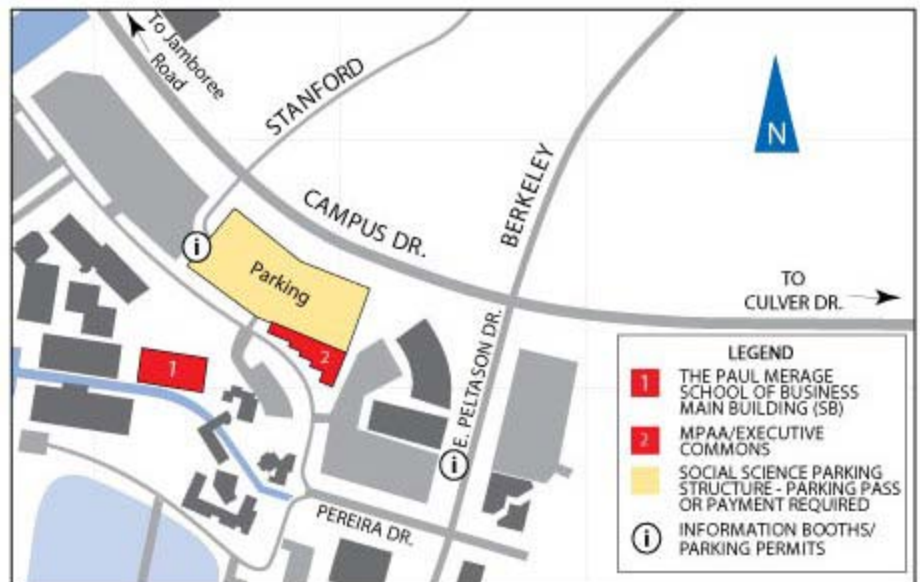 To Jamboree
Road
STANFORD
BERKELEY
N
CAMPUS DR.
i
Parking
TO
CULVER DR.
2
1
E. PELTASON DR.
i
PEREIRA DR.
LEGEND
1 THE PAUL MERAGE
SCHOOL OF BUSINESS
MAIN BUILDING (SB)
2 MPAA/EXECUTIVE
COMMONS
SOCIAL SCIENCE PARKING
STRUCTURE - PARKING PASS
OR PAYMENT REQUIRED
i INFORMATION BOOTHS/
PARKING PERMITS